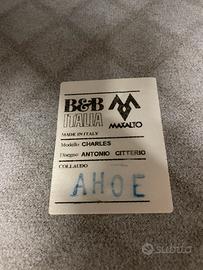 B&B
ITALIA
MAXALTO
MADE IN ITALY
Modello CHARLES
Disegno ANTONIO CITTERIO
COLLAUDO
AHOE
subito